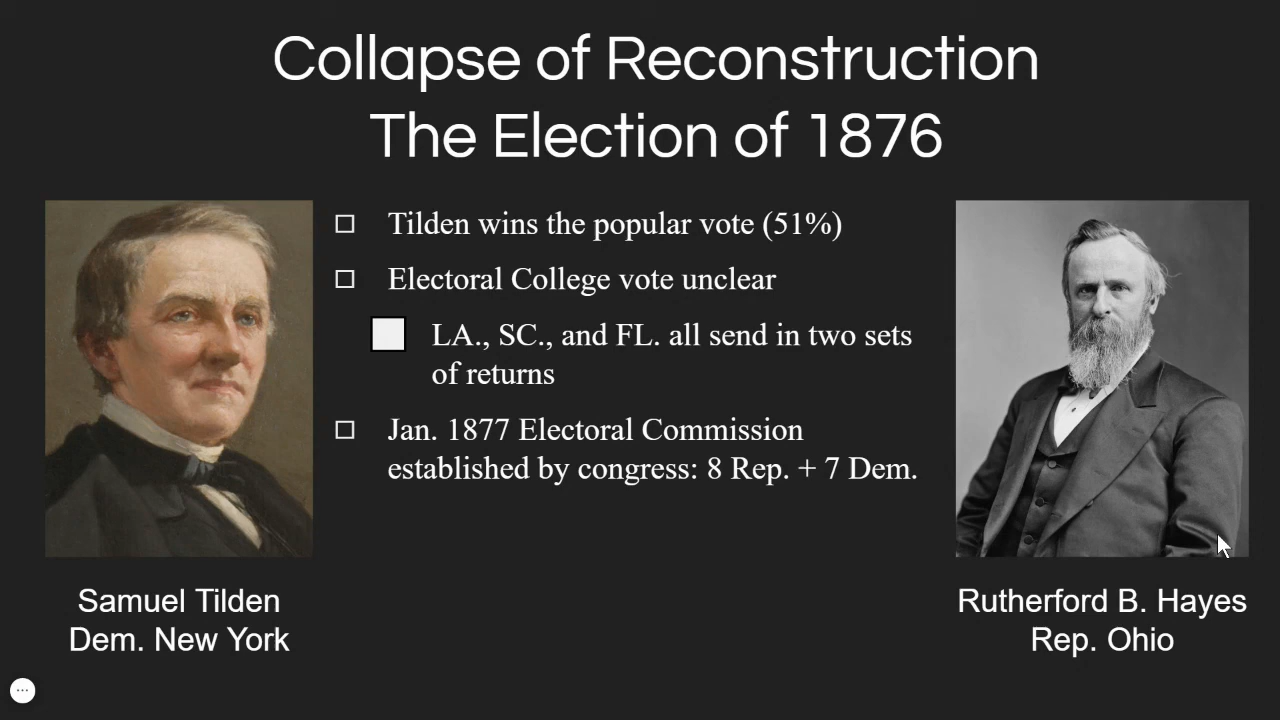 Collapse of Reconstruction
The Election of 1876
Tilden wins the popular vote (51%)
Electoral College vote unclear
LA., SC., and FL. all send in two sets
of returns
Jan. 1877 Electoral Commission
established by congress: 8 Rep. + 7 Dem.
Samuel Tilden
Dem. New York
Rutherford B. Hayes
Rep. Ohio